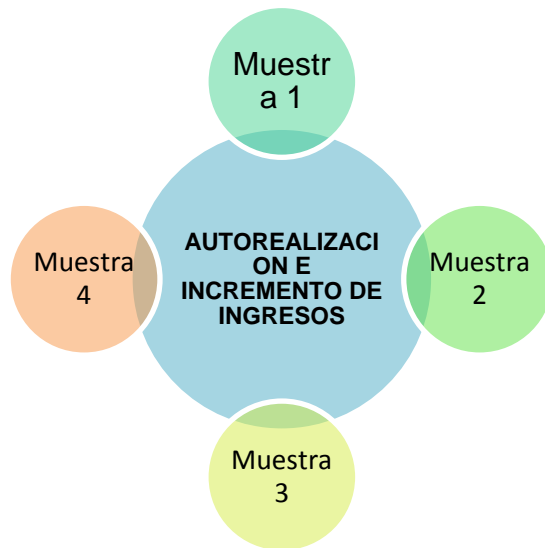 Muestr
a 1
AUTOREALIZACI
ON E
INCREMENTO DE
INGRESOS
Muestra
4
Muestra
2
Muestra
3